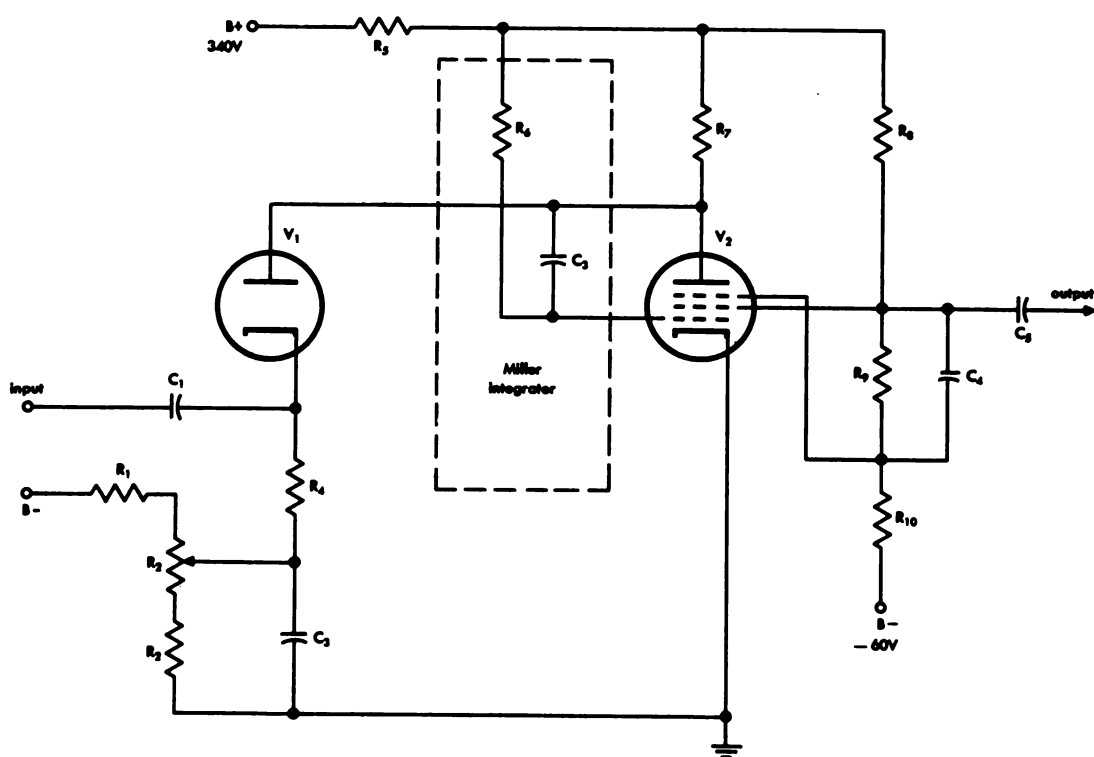 B+
340V
R5
R6
R7
R8
V1
V2
C3
Miller
integrator
output
C5
R9
C4
input
C1
R4
R1
B-
R2
R10
R2
C3
B-
- 60V